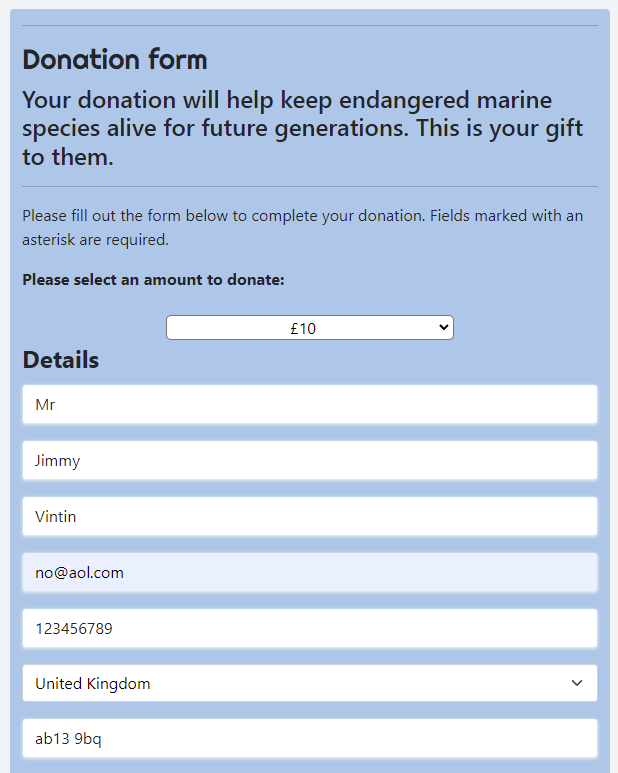 Donation form
Your donation will help keep endangered marine
species alive for future generations. This is your gift
to them.
Please fill out the form below to complete your donation. Fields marked with an
asterisk are required.
Please select an amount to donate:
£10
Details
Mr
Jimmy
Vintin
no@aol.com
123456789
United Kingdom
ab13 9bq